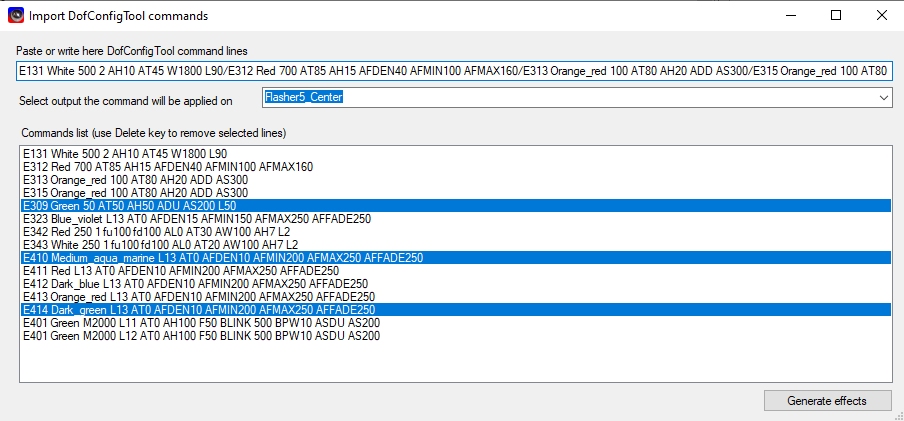 Import DofConfigTool commands
Paste or write here DofConfigTool command lines
E131 White 500 2 AH10 AT45 W1800 L90/E312 Red 700 AT85 AH15 AFDEN40 AFMIN100 AFMAX160/E313 Orange_red 100 AT80 AH20 ADD AS300/E315 Orange_red 100 AT80
Select output the command will be applied on
Flasher5_Center
Commands list (use Delete key to remove selected lines)
E131 White 500 2 AH10 AT45 W1800 L90
E312 Red 700 AT85 AH15 AFDEN40 AFMIN100 AFMAX160
E313 Orange_red 100 AT80 AH20 ADD AS300
E315 Orange_red 100 AT80 AH20 ADD AS300
E309 Green 50 AT50 AH50 ADU AS200 L50
E323 Blue_violet L13 AT0 AFDEN15 AFMIN150 AFMAX250 AFFADE250
E342 Red 250 1 fu100 fd100 AL0 AT30 AW100 AH7 L2
E343 White 250 1 fu100 fd100 AL0 AT20 AW100 AH7 L2
E410 Medium_aqua_marine L13 AT0 AFDEN10 AFMIN200 AFMAX250 AFFADE250
E411 Red L13 AT0 AFDEN10 AFMIN200 AFMAX250 AFFADE250
E412 Dark_blue L13 AT0 AFDEN10 AFMIN200 AFMAX250 AFFADE250
E413 Orange_red L13 AT0 AFDEN10 AFMIN200 AFMAX250 AFFADE250
E414 Dark_green L13 AT0 AFDEN10 AFMIN200 AFMAX250 AFFADE250
E401 Green M2000 L11 AT0 AH100 F50 BLINK 500 BPW10 ASDU AS200
E401 Green M2000 L12 AT0 AH100 F50 BLINK 500 BPW10 ASDU AS200
Generate effects